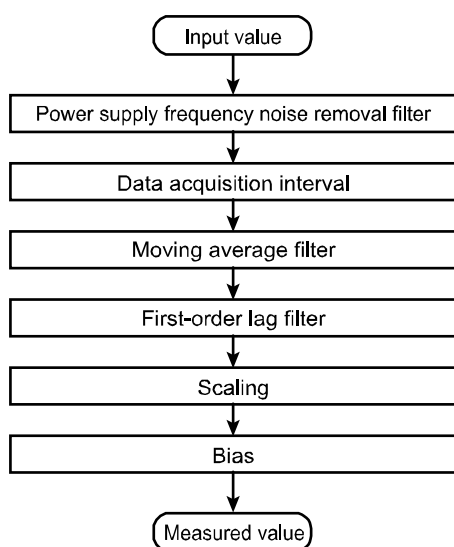 Input value
Power supply frequency noise removal filter
Data acquisition interval
Moving average filter
First-order lag filter
Scaling
Bias
Measured value